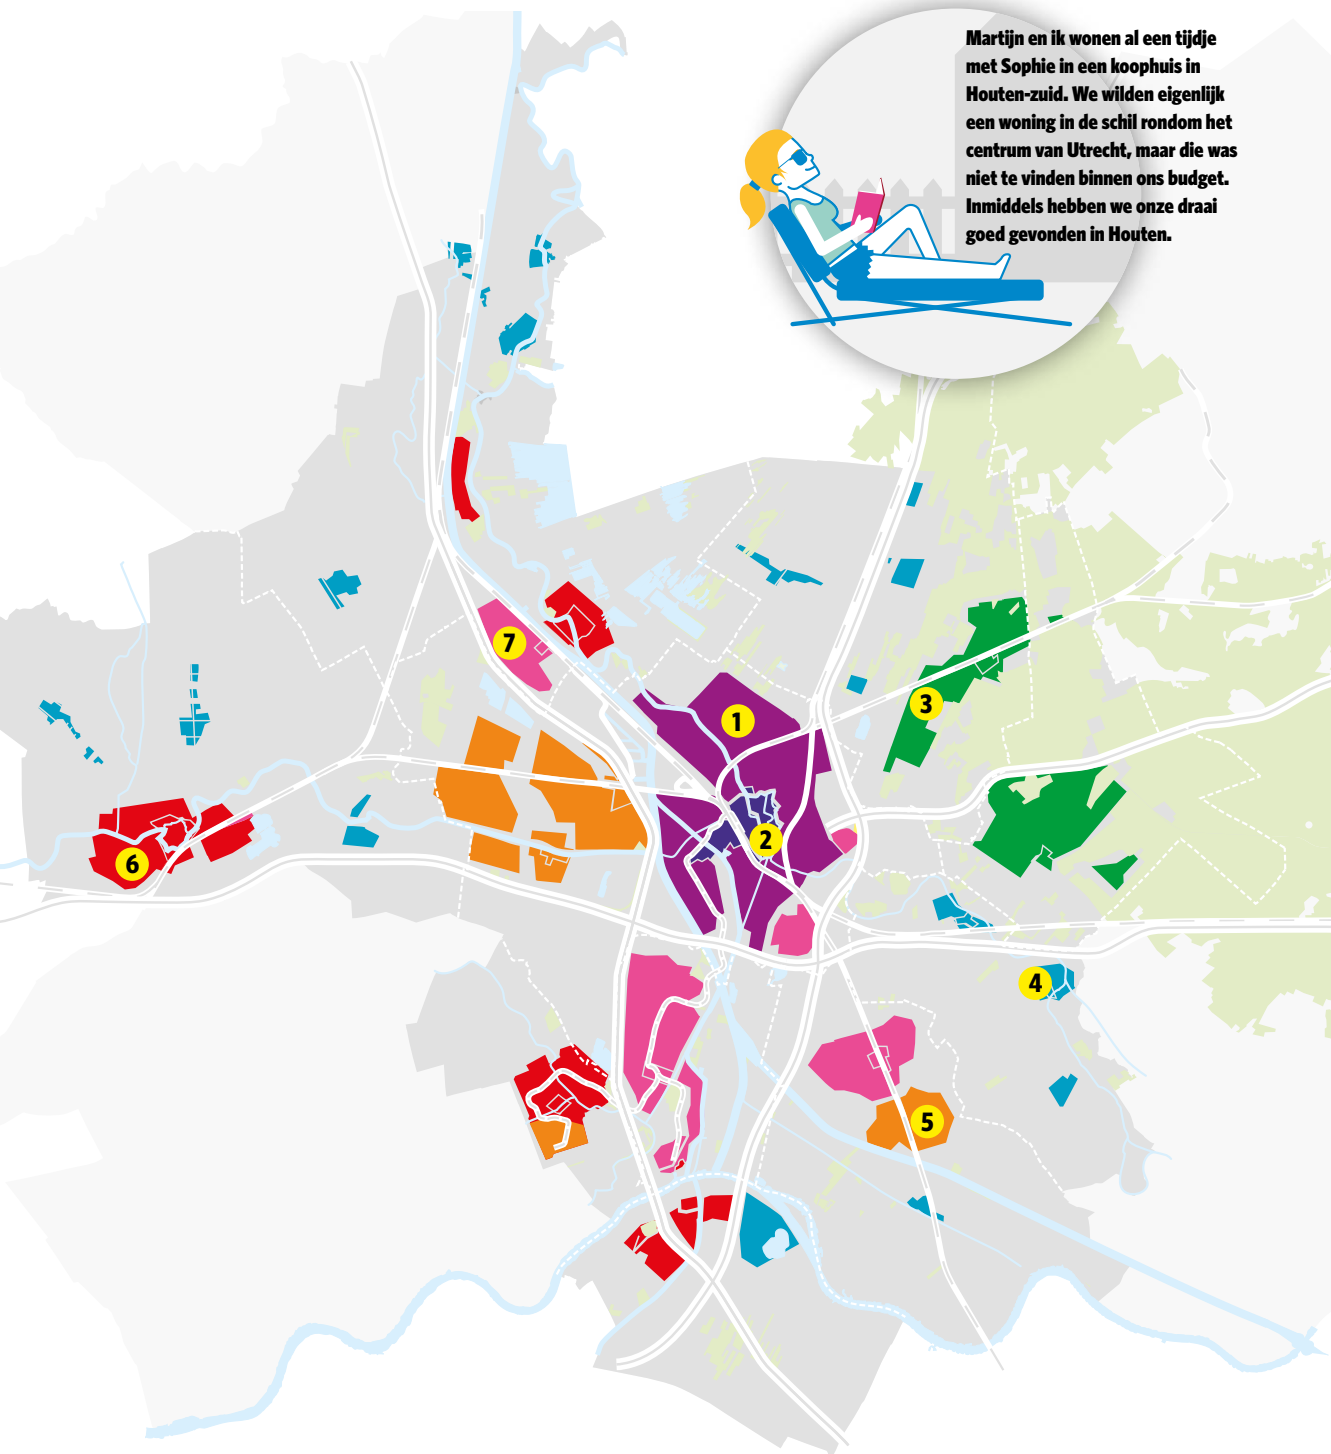 Martijn en ik wonen al een tijdje
met Sophie in een koophuis in
Houten-zuid. We wilden eigenlijk
een woning in de schil rondom het
centrum van Utrecht, maar die was
niet te vinden binnen ons budget.
Inmiddels hebben we onze draai
goed gevonden in Houten.
7
3
1
2
6
4
5